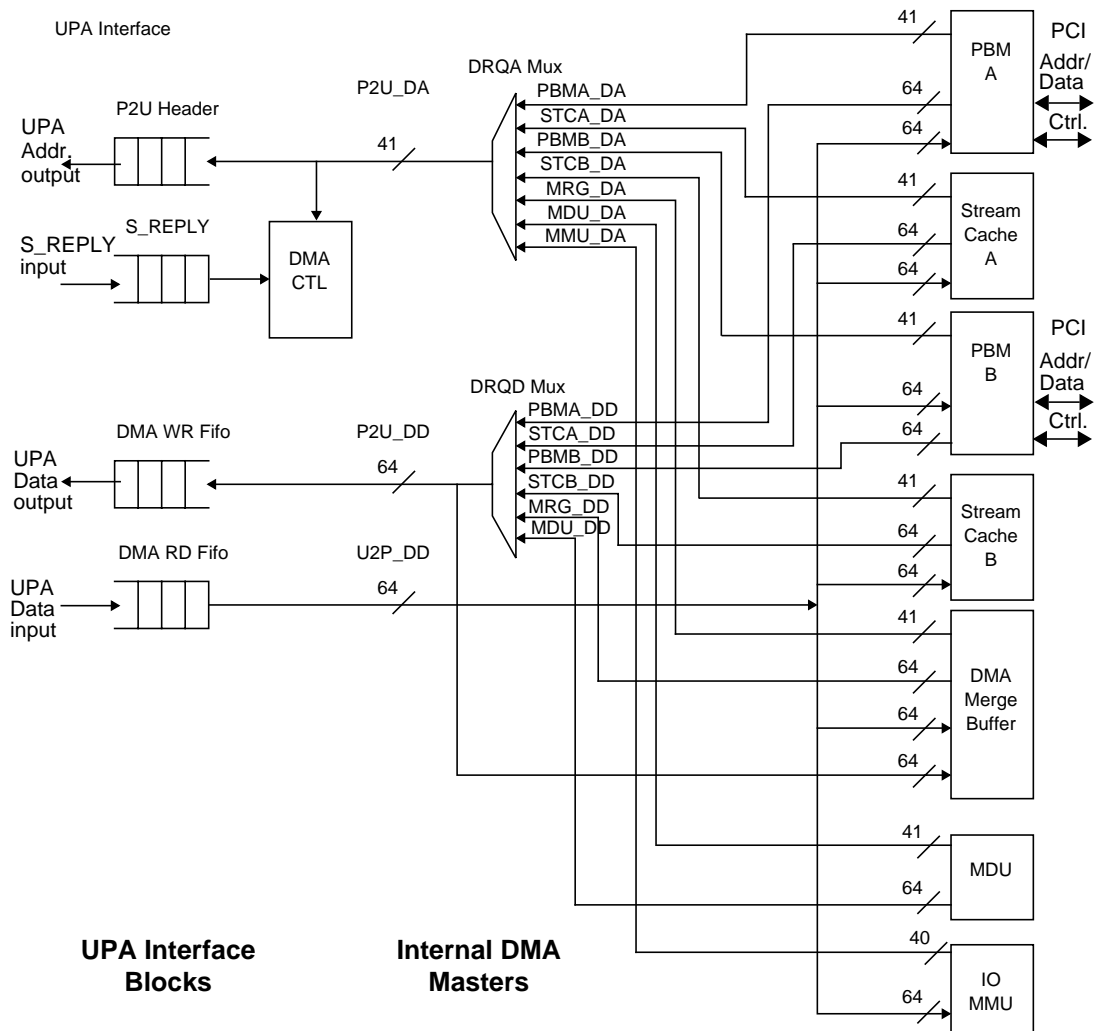 UPA Interface
41
PBM
A
PCI
Addr/
Data
Ctrl.
DRQA Mux
P2U_DA
PBMA_DA
64
P2U Header
UPA
Addr.
output
41
STCA_DA
64
PBMB_DA
STCB_DA
41
MRG_DA
Stream
Cache
A
S_REPLY
S_REPLY
input
DMA
CTL
MDU_DA
64
MMU_DA
64
41
PBM
B
PCI
Addr/
Data
Ctrl.
DRQD Mux
64
PBMA_DD
DMA WR Fifo
P2U_DD
STCA_DD
64
UPA
Data
output
64
PBMB_DD
STCB_DD
41
Stream
Cache
B
MRG_DD
64
MDU_DD
DMA RD Fifo
U2P_DD
64
UPA
Data
input
64
41
DMA
Merge
Buffer
64
64
64
41
MDU
64
UPA Interface
Blocks
Internal DMA
Masters
40
IO
MMU
64